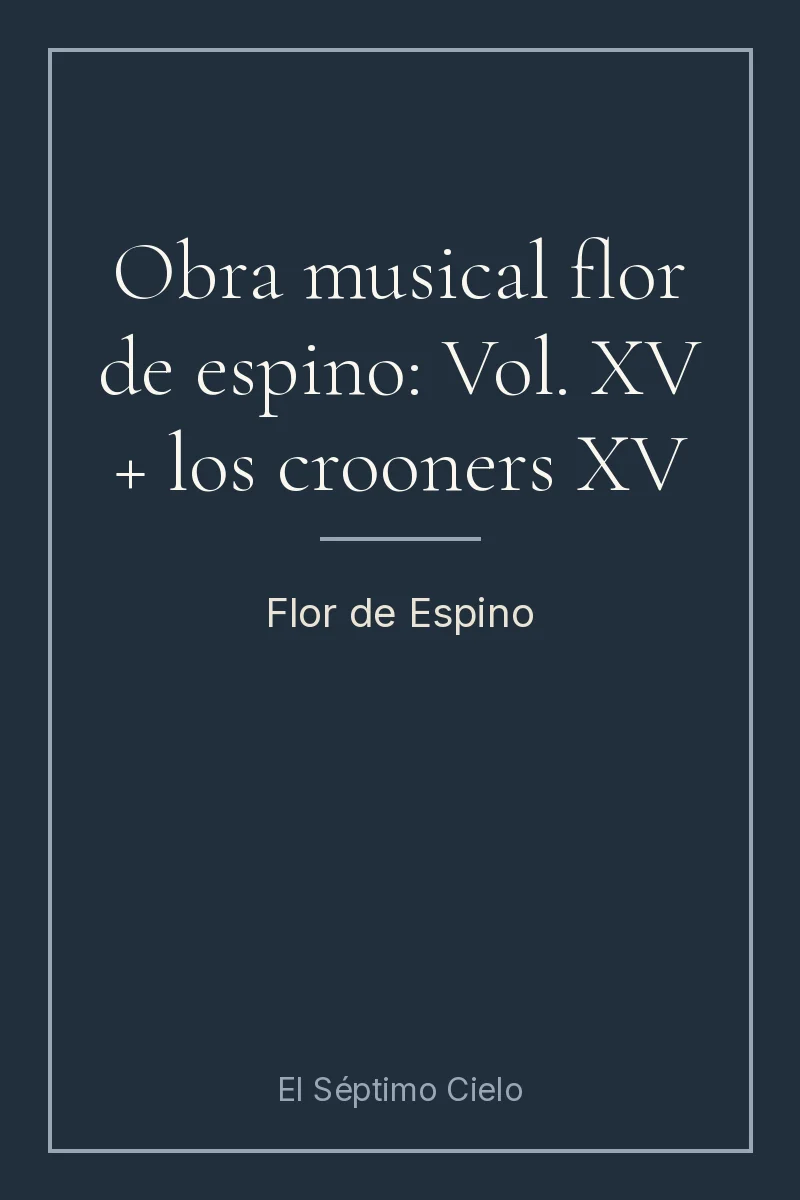 Obra musical flor
de espino: Vol. XV
+ los crooners XV
Flor de Espino
El Séptimo Cielo